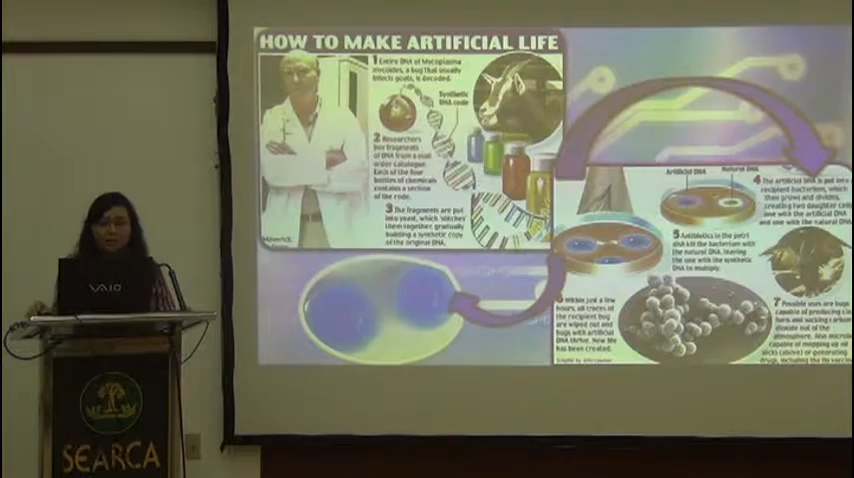 HOW TO MAKE ARTIFICIAL LIFE
1 Entire DNA of Mycoplasma
mycoides, a bug that usually
infects goats, is decoded.
Synthetic
DNA code
2 Researchers
buy fragments
of DNA from a mail
order catalogue.
Each of the four
bottles of chemicals
contains a section
of the code.
3 The fragments are put
into yeast, which 'stitches'
them together, gradually
building a synthetic copy
of the original DNA.
Artificial DNA
Natural DNA
4 The artificial DNA is put into
recipient bacterium, which
then grows and divides,
creating two daughter cells
one with the artificial DNA
and one with the natural DNA
5 Antibiotics in the petri
dish kill the bacterium with
the natural DNA, leaving
the one with the synthetic
DNA to multiply.
6 Within just a few
hours, all traces of
the recipient bug
are wiped out and
bugs with artificial
DNA thrive. New life
has been created.
7 Possible uses are bugs
capable of producing
fuels and sucking carbon
dioxide out of the
atmosphere. Also
capable of mopping up oil
slicks (above) or generating
drugs, including the flu
VAIO
SEARCA